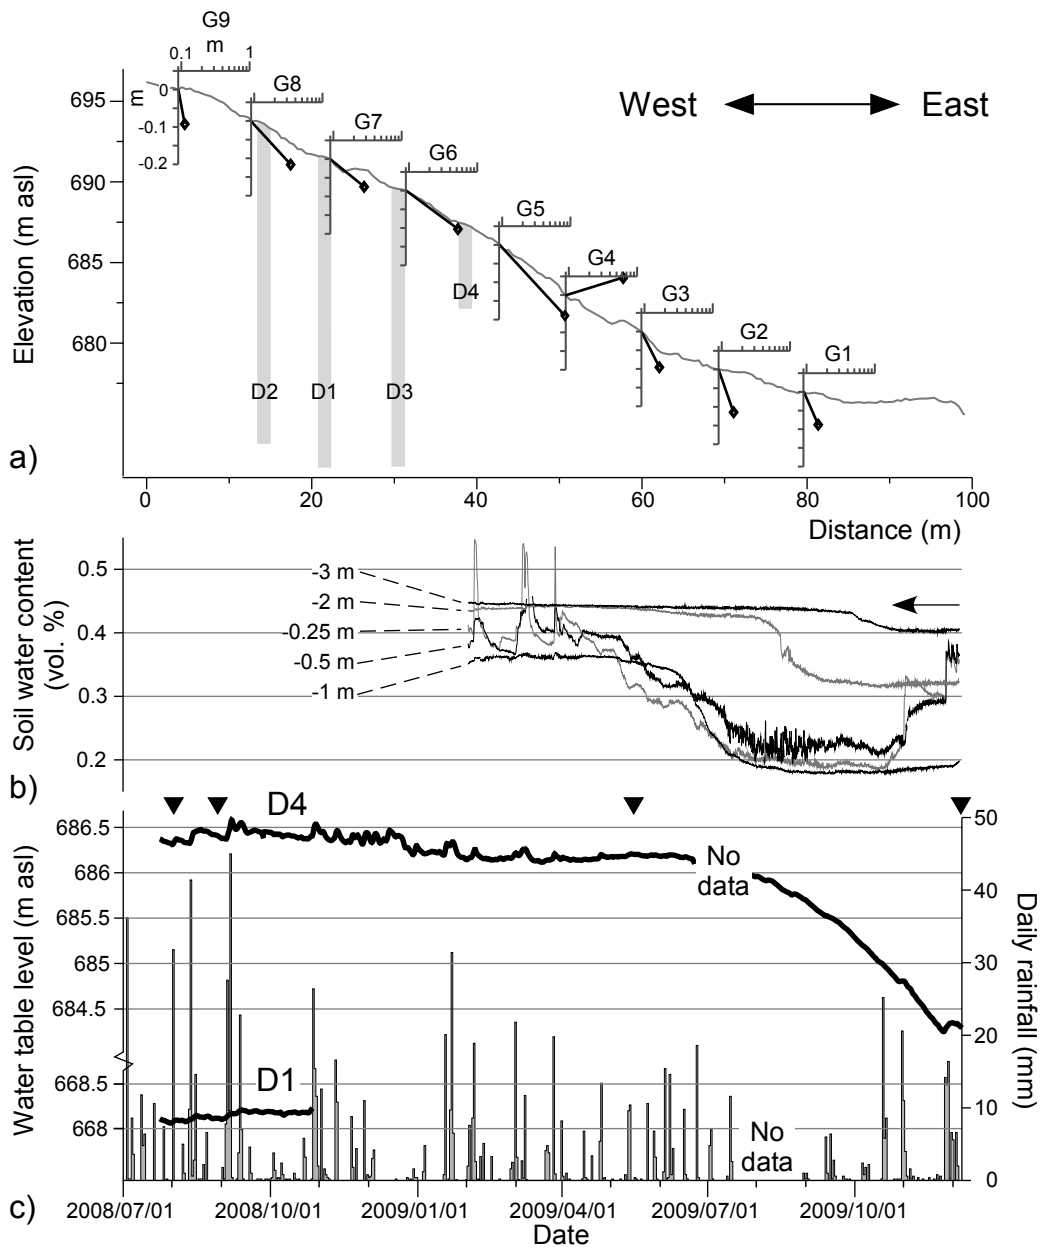 G9
m
0.1 1
m
0
-0.1
-0.2
G8
G7
G6
G5
G4
G3
G2
G1
West East
Elevation (m asl)
695
690
685
680
D2 D1 D3 D4
a)
0 20 40 60 80 100
Distance (m)
Soil water content
(vol. %)
0.5
0.4
0.3
0.2
-3 m
-2 m
-0.25 m
-0.5 m
-1 m
b)
D4
Water table level (m asl)
686.5
686
685.5
685
684.5
668.5
668
No
data
D1
No
data
50
40
30
20
10
0
Daily rainfall (mm)
c)
2008/07/01 2008/10/01 2009/01/01 2009/04/01 2009/07/01 2009/10/01
Date